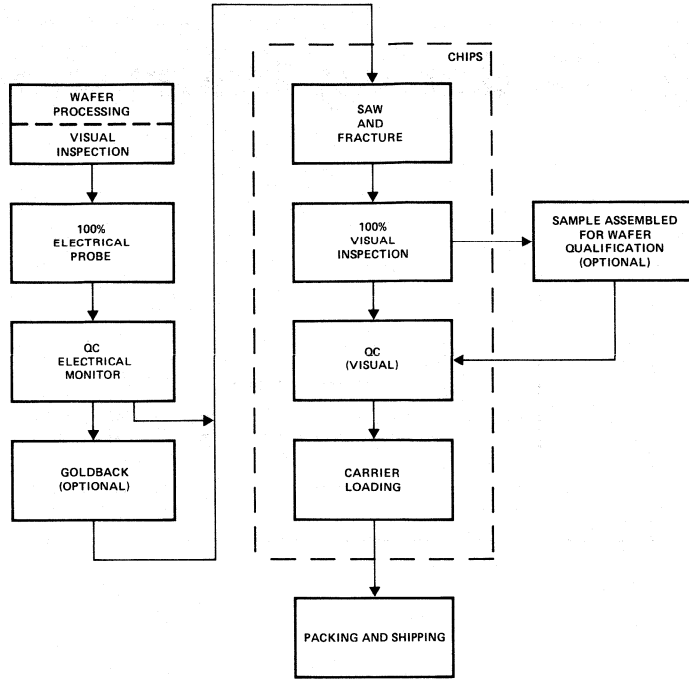 WAFER
PROCESSING
VISUAL
INSPECTION
100%
ELECTRICAL
PROBE
QC
ELECTRICAL
MONITOR
GOLDBACK
(OPTIONAL)
CHIPS
SAW
AND
FRACTURE
100%
VISUAL
INSPECTION
SAMPLE ASSEMBLED
FOR WAFER
QUALIFICATION
(OPTIONAL)
QC
(VISUAL)
CARRIER
LOADING
PACKING AND SHIPPING